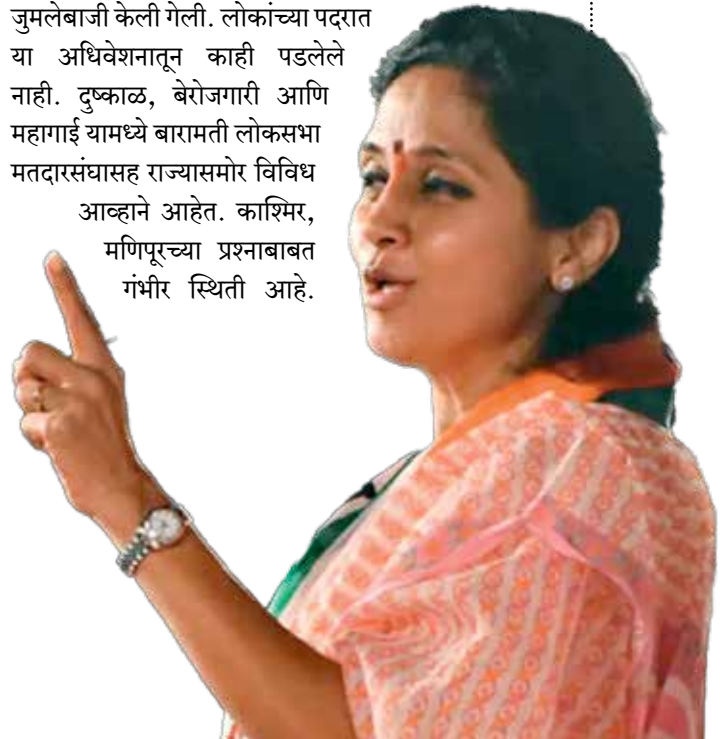 जुमलेबाजी केली गेली. लोकांच्या पदरात
या अधिवेशनातून काही पडलेले
नाही. दुष्काळ, बेरोजगारी आणि
महागाई यामध्ये बारामती लोकसभा
मतदारसंघासह राज्यासमोर विविध
आव्हाने आहेत. काश्मिर,
मणिपूरच्या प्रश्नाबाबत
गंभीर स्थिती आहे.